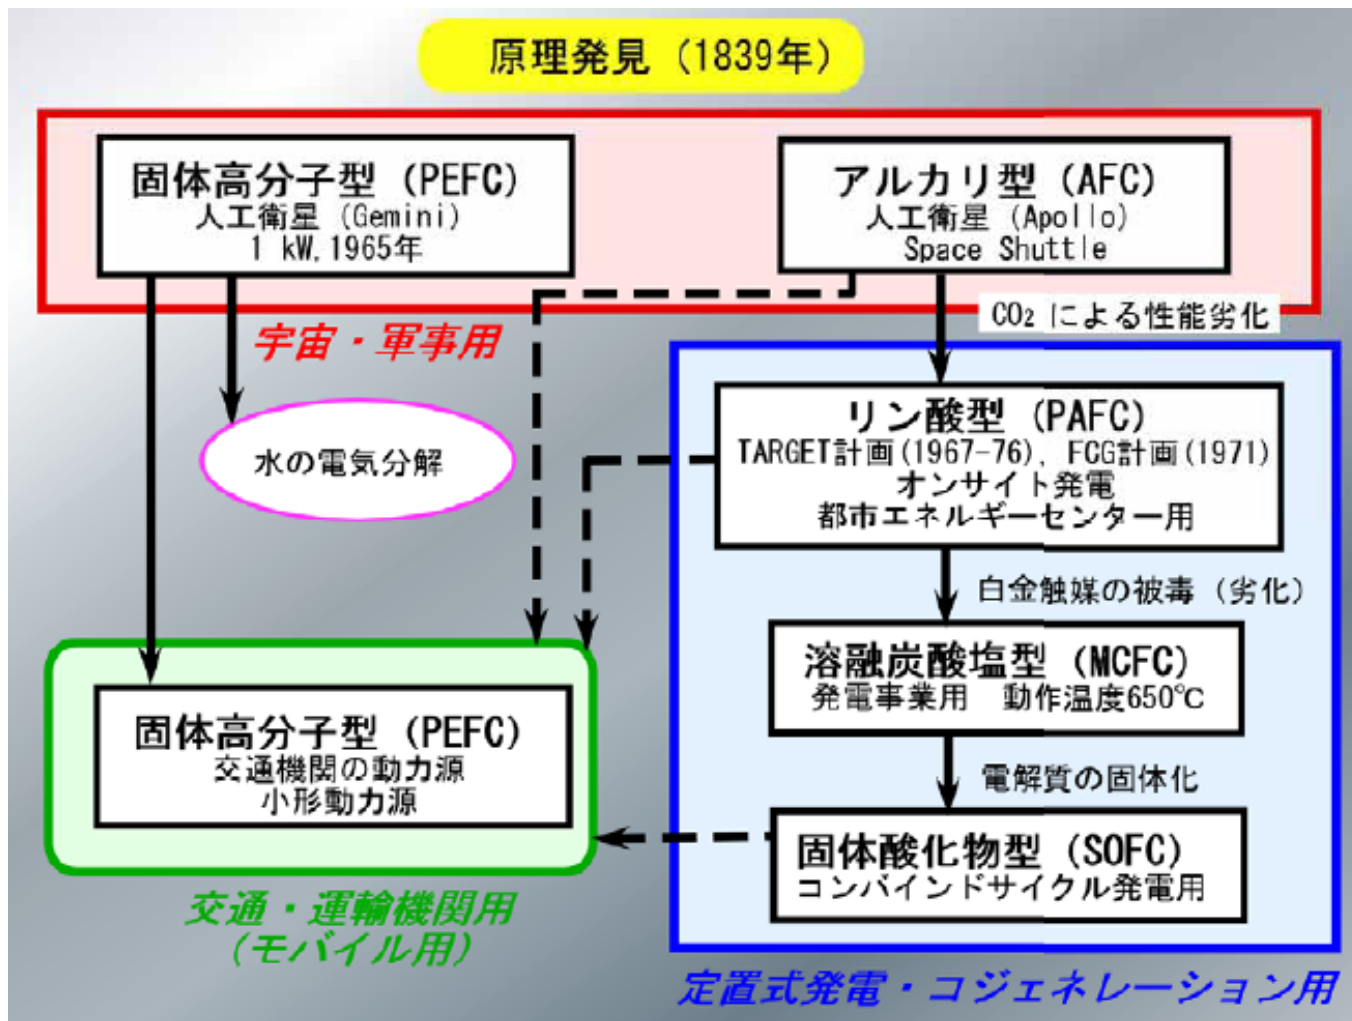 原理発見 (1839年)
固体高分子型 (PEFC)
人工衛星 (Gemini)
1 kW, 1965年
アルカリ型 (AFC)
人工衛星 (Apollo)
Space Shuttle
CO₂ による性能劣化
宇宙・軍事用
水の電気分解
リン酸型 (PAFC)
TARGET計画(1967-76), FCG計画(1971)
オンサイト発電
都市エネルギーセンター用
白金触媒の被毒 (劣化)
溶融炭酸塩型 (MCFC)
発電事業用 動作温度650℃
電解質の固体化
固体酸化物型 (SOFC)
コンバインドサイクル発電用
固体高分子型 (PEFC)
交通機関の動力源
小形動力源
交通・運輸機関用
(モバイル用)
定置式発電・コジェネレーション用